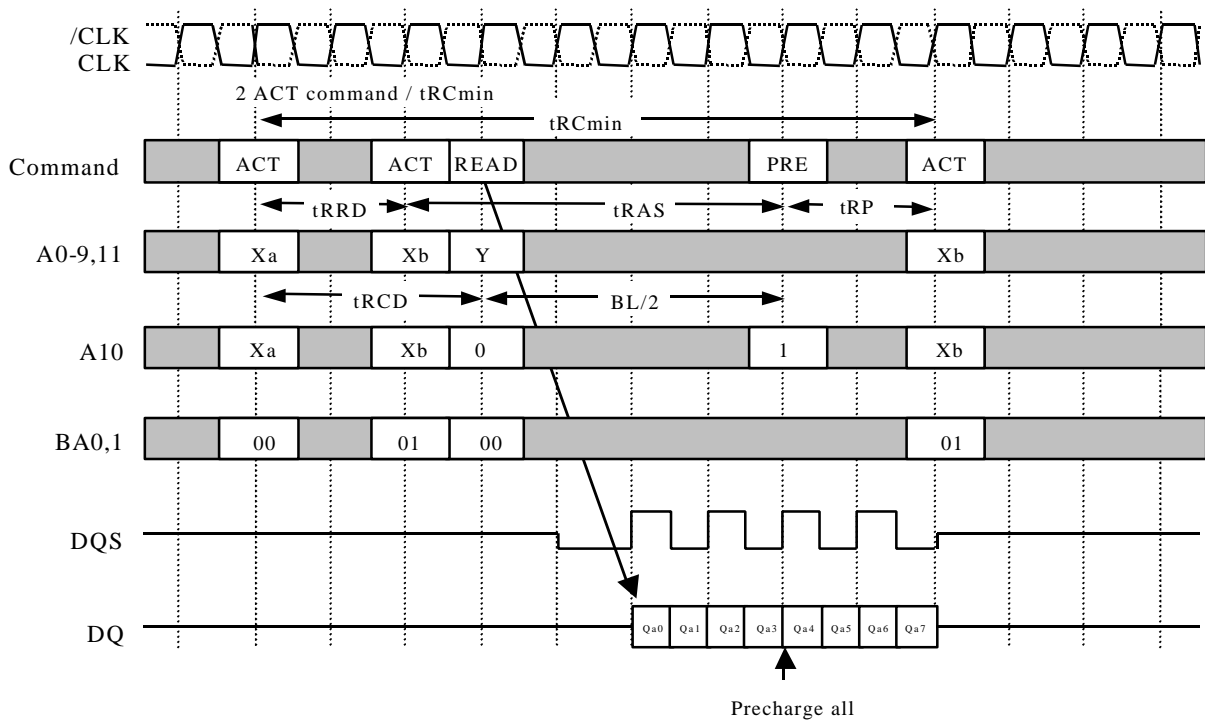 /CLK
CLK
2 ACT command / tRCmin
tRCmin
Command ACT ACT READ PRE ACT
tRRD tRAS tRP
A0-9,11 Xa Xb Y Xb
tRCD BL/2
A10 Xa Xb 0 1 Xb
BA0,1 00 01 00 01
DQS
DQ Qa0 Qa1 Qa2 Qa3 Qa4 Qa5 Qa6 Qa7
Precharge all